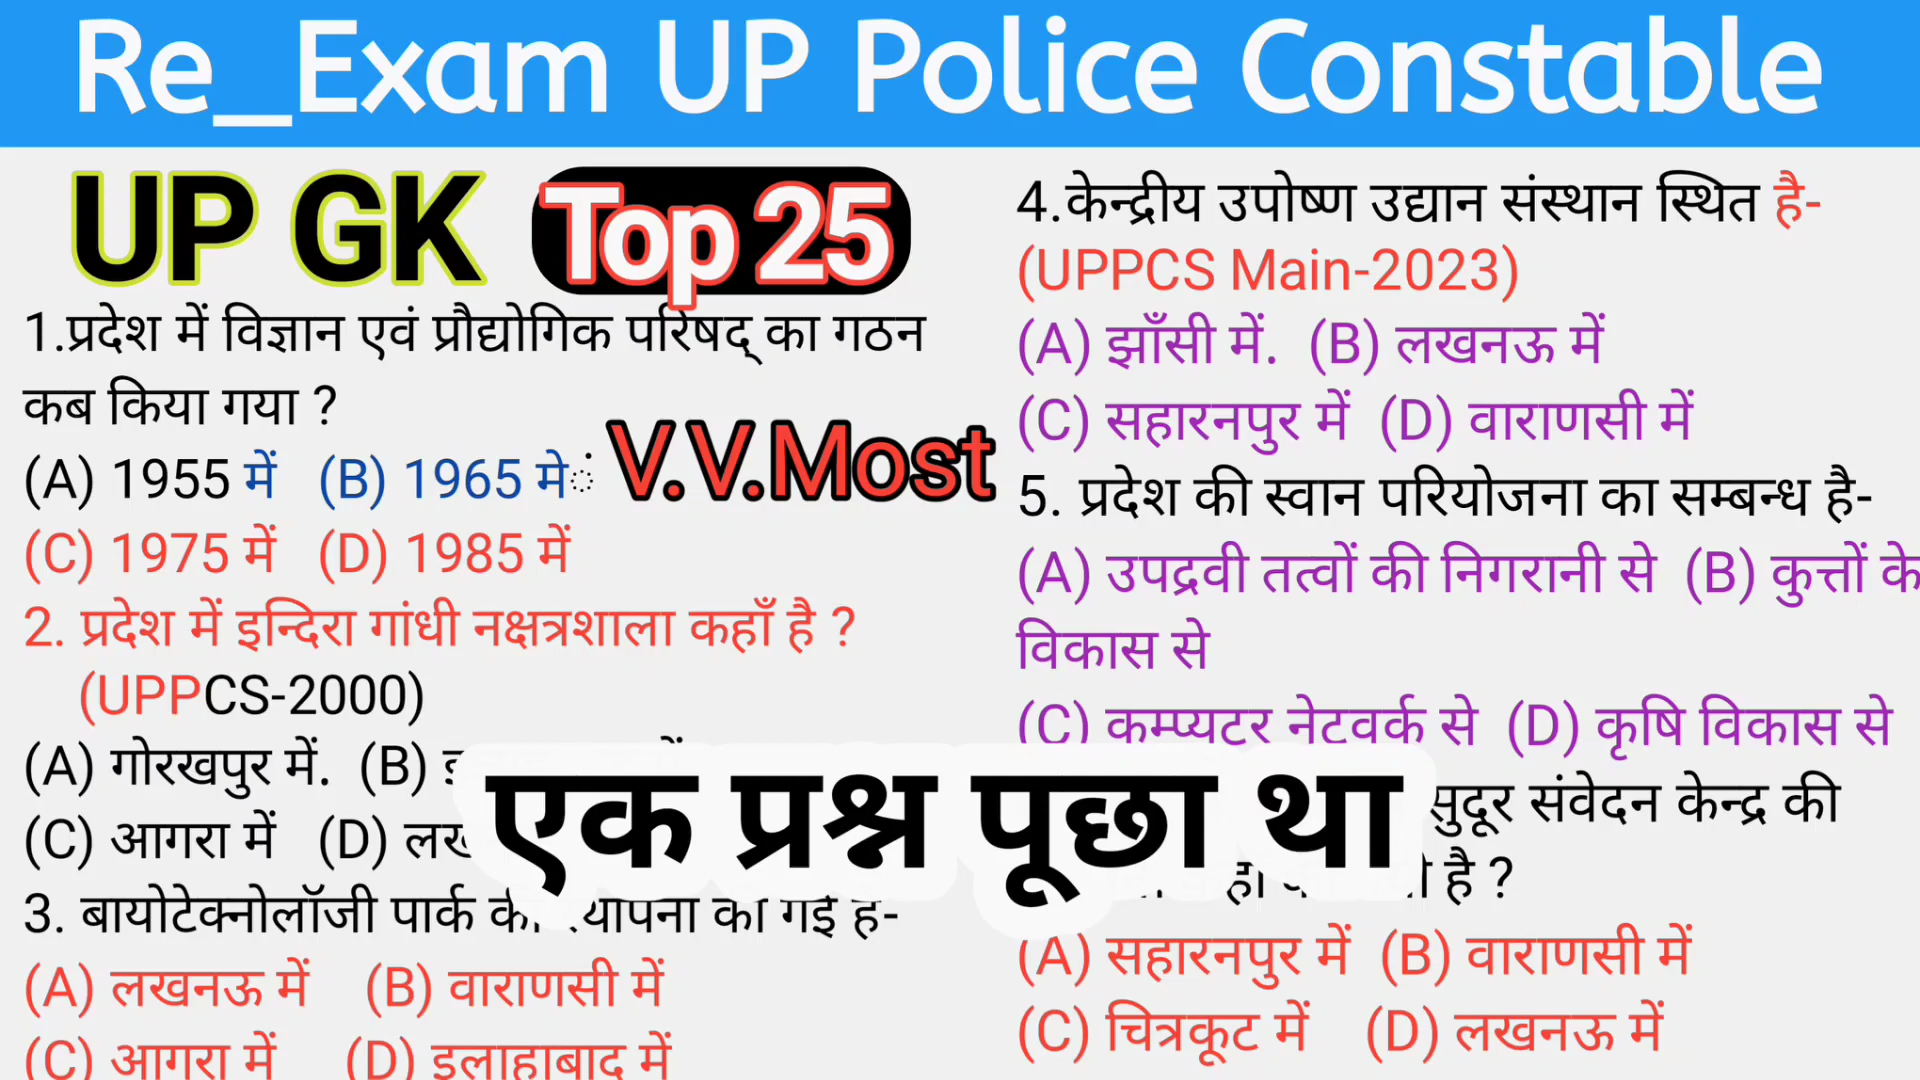 Re_Exam UP Police Constable
UP GK Top 25
1.प्रदेश में विज्ञान एवं प्रौद्योगिक परिषद् का गठन
कब किया गया ?
(A) 1955 में (B) 1965 में
V.V.Most
(C) 1975 में (D) 1985 में
2. प्रदेश में इन्दिरा गांधी नक्षत्रशाला कहाँ है ?
(UPPCS-2000)
(A) गोरखपुर में. (B)
(C) आगरा में (D)
3. बायोटेक्नोलॉजी पार्क की स्थापना की गई है-
(A) लखनऊ में (B) वाराणसी में
(C) आगरा में (D) इलाहाबाद में
4.केन्द्रीय उपोष्ण उद्यान संस्थान स्थित है-
(UPPCS Main-2023)
(A) झाँसी में. (B) लखनऊ में
(C) सहारनपुर में (D) वाराणसी में
5. प्रदेश की स्वान परियोजना का सम्बन्ध है-
(A) उपद्रवी तत्वों की निगरानी से (B) कुत्तों के
विकास से
(C) कम्प्यूटर नेटवर्क से (D) कृषि विकास से
सुदूर संवेदन केन्द्र की
है ?
(A) सहारनपुर में (B) वाराणसी में
(C) चित्रकूट में (D) लखनऊ में
एक प्रश्न पूछा था